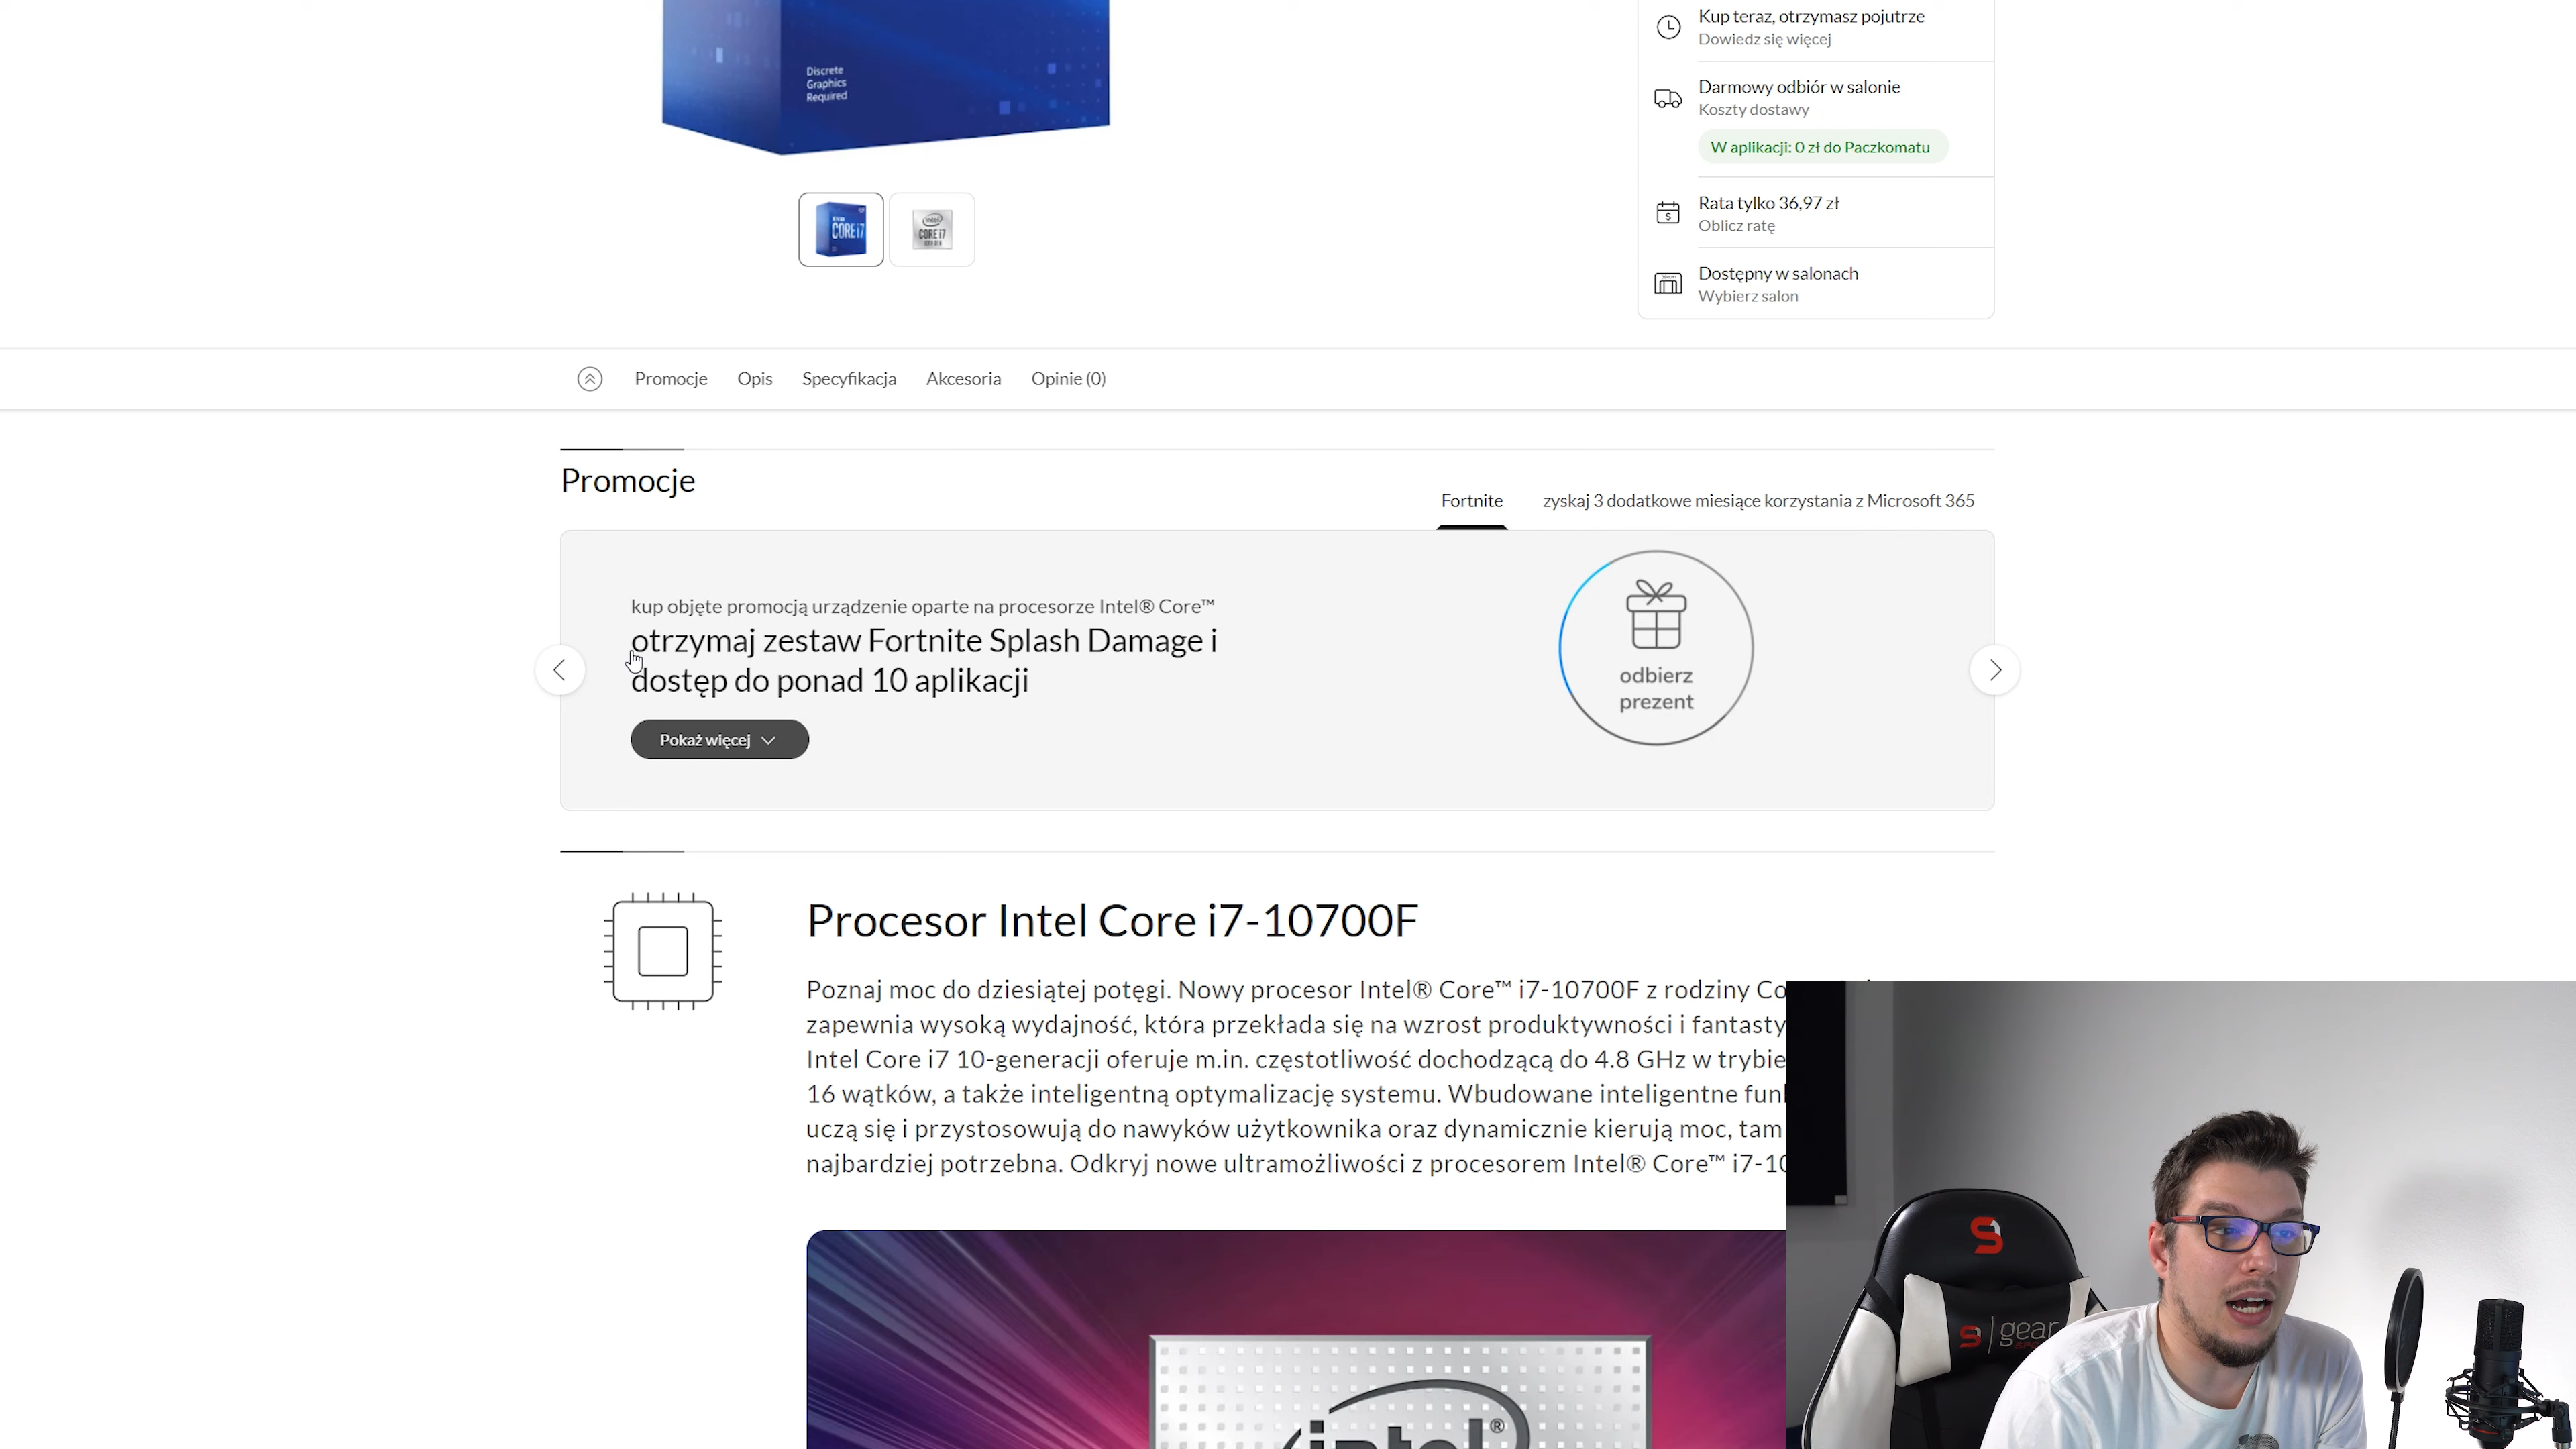 Discrete
Graphics
Required
CORE i7
intel
CORE i7
Kup teraz, otrzymasz pojutrze
Dowiedz się więcej
Darmowy odbiór w salonie
Koszty dostawy
W aplikacji: 0 zł do Paczkomatu
Rata tylko 36,97 zł
Oblicz ratę
Dostępny w salonach
Wybierz salon
Promocje Opis Specyfikacja Akcesoria Opinie (0)
Promocje
Fortnite zyskaj 3 dodatkowe miesiące korzystania z Microsoft 365
kup objęte promocją urządzenie oparte na procesorze Intel® Core™
otrzymaj zestaw Fortnite Splash Damage i
dostęp do ponad 10 aplikacji
Pokaż więcej
odbierz
prezent
Procesor Intel Core i7-10700F
Poznaj moc do dziesiątej potęgi. Nowy procesor Intel® Core™ i7-10700F z rodziny
zapewnia wysoką wydajność, która przekłada się na wzrost produktywności i
Intel Core i7 10-generacji oferuje m.in. częstotliwość dochodzącą do 4.8 GHz w trybie
16 wątków, a także inteligentną optymalizację systemu. Wbudowane inteligentne
uczą się i przystosowują do nawyków użytkownika oraz dynamicznie kierują moc, tam
najbardziej potrzebna. Odkryj nowe ultramożliwości z procesorem Intel® Core™
intel®
S
S gear